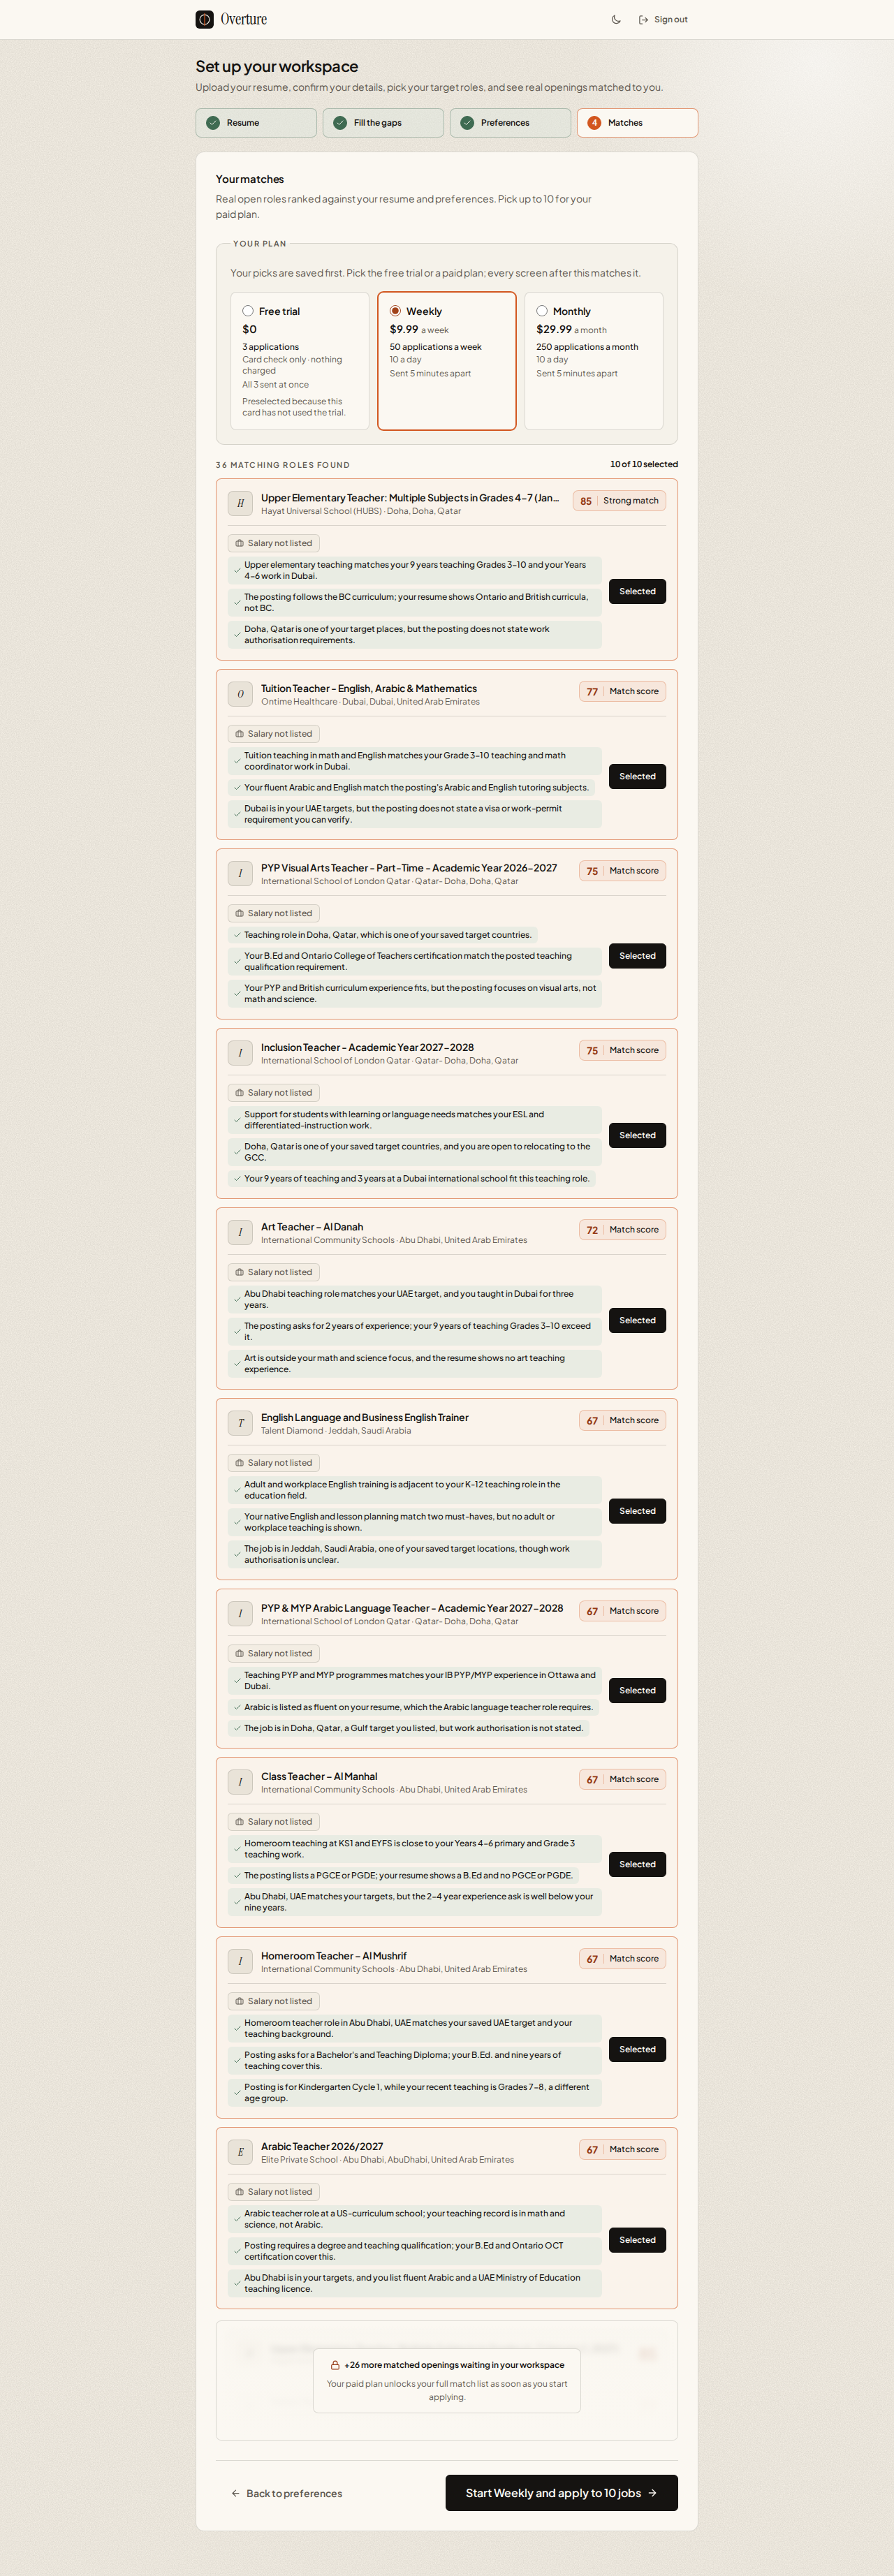 Overture
Sign out
Set up your workspace
Upload your resume, confirm your details, pick your target roles, and see real openings matched to you.
Resume
Fill the gaps
Preferences
4 Matches
Your matches
Real open roles ranked against your resume and preferences. Pick up to 10 for your
paid plan.
YOUR PLAN
Your picks are saved first. Pick the free trial or a paid plan; every screen after this matches it.
Free trial
$0
3 applications
Card check only · nothing
charged
All 3 sent at once
Preselected because this
card has not used the trial.
Weekly
$9.99 a week
50 applications a week
10 a day
Sent 5 minutes apart
Monthly
$29.99 a month
250 applications a month
10 a day
Sent 5 minutes apart
36 MATCHING ROLES FOUND
10 of 10 selected
H
Upper Elementary Teacher: Multiple Subjects in Grades 4–7 (Jan...
Hayat Universal School (HUBS) · Doha, Doha, Qatar
85 Strong match
Salary not listed
Upper elementary teaching matches your 9 years teaching Grades 3–10 and your Years
4–6 work in Dubai.
The posting follows the BC curriculum; your resume shows Ontario and British curricula,
not BC.
Doha, Qatar is one of your target places, but the posting does not state work
authorisation requirements.
Selected
O
Tuition Teacher - English, Arabic & Mathematics
Ontime Healthcare · Dubai, Dubai, United Arab Emirates
77 Match score
Salary not listed
Tuition teaching in math and English matches your Grade 3–10 teaching and math
coordinator work in Dubai.
Your fluent Arabic and English match the posting's Arabic and English tutoring subjects.
Dubai is in your UAE targets, but the posting does not state a visa or work-permit
requirement you can verify.
Selected
I
PYP Visual Arts Teacher - Part-Time - Academic Year 2026-2027
International School of London Qatar · Qatar- Doha, Doha, Qatar
75 Match score
Salary not listed
Teaching role in Doha, Qatar, which is one of your saved target countries.
Your B.Ed and Ontario College of Teachers certification match the posted teaching
qualification requirement.
Your PYP and British curriculum experience fits, but the posting focuses on visual arts, not
math and science.
Selected
I
Inclusion Teacher - Academic Year 2027-2028
International School of London Qatar · Qatar- Doha, Doha, Qatar
75 Match score
Salary not listed
Support for students with learning or language needs matches your ESL and
differentiated-instruction work.
Doha, Qatar is one of your saved target countries, and you are open to relocating to the
GCC.
Your 9 years of teaching and 3 years at a Dubai international school fit this teaching role.
Selected
I
Art Teacher – Al Danah
International Community Schools · Abu Dhabi, United Arab Emirates
72 Match score
Salary not listed
Abu Dhabi teaching role matches your UAE target, and you taught in Dubai for three
years.
The posting asks for 2 years of experience; your 9 years of teaching Grades 3–10 exceed
it.
Art is outside your math and science focus, and the resume shows no art teaching
experience.
Selected
T
English Language and Business English Trainer
Talent Diamond · Jeddah, Saudi Arabia
67 Match score
Salary not listed
Adult and workplace English training is adjacent to your K-12 teaching role in the
education field.
Your native English and lesson planning match two must-haves, but no adult or
workplace teaching is shown.
The job is in Jeddah, Saudi Arabia, one of your saved target locations, though work
authorisation is unclear.
Selected
I
PYP & MYP Arabic Language Teacher - Academic Year 2027-2028
International School of London Qatar · Qatar- Doha, Doha, Qatar
67 Match score
Salary not listed
Teaching PYP and MYP programmes matches your IB PYP/MYP experience in Ottawa and
Dubai.
Arabic is listed as fluent on your resume, which the Arabic language teacher role requires.
The job is in Doha, Qatar, a Gulf target you listed, but work authorisation is not stated.
Selected
I
Class Teacher – Al Manhal
International Community Schools · Abu Dhabi, United Arab Emirates
67 Match score
Salary not listed
Homeroom teaching at KS1 and EYFS is close to your Years 4–6 primary and Grade 3
teaching work.
The posting lists a PGCE or PGDE; your resume shows a B.Ed and no PGCE or PGDE.
Abu Dhabi, UAE matches your targets, but the 2–4 year experience ask is well below your
nine years.
Selected
I
Homeroom Teacher – Al Mushrif
International Community Schools · Abu Dhabi, United Arab Emirates
67 Match score
Salary not listed
Homeroom teacher role in Abu Dhabi, UAE matches your saved UAE target and your
teaching background.
Posting asks for a Bachelor's and Teaching Diploma; your B.Ed. and nine years of
teaching cover this.
Posting is for Kindergarten Cycle 1, while your recent teaching is Grades 7–8, a different
age group.
Selected
E
Arabic Teacher 2026/2027
Elite Private School · Abu Dhabi, AbuDhabi, United Arab Emirates
67 Match score
Salary not listed
Arabic teacher role at a US-curriculum school; your teaching record is in math and
science, not Arabic.
Posting requires a degree and teaching qualification; your B.Ed and Ontario OCT
certification cover this.
Abu Dhabi is in your targets, and you list fluent Arabic and a UAE Ministry of Education
teaching licence.
Selected
+26 more matched openings waiting in your workspace
Your paid plan unlocks your full match list as soon as you start
applying.
Back to preferences
Start Weekly and apply to 10 jobs